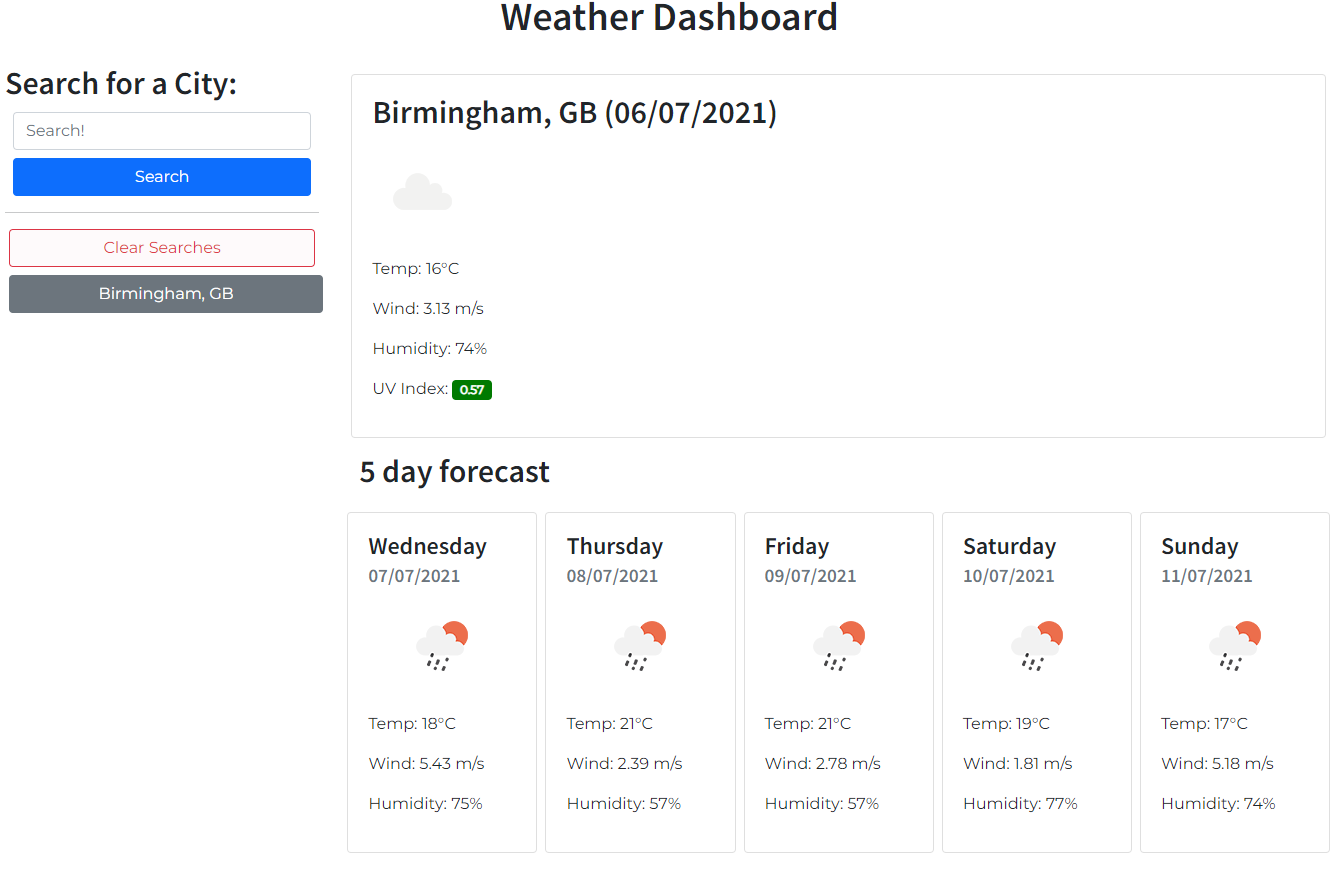 Weather Dashboard
Search for a City:
Search!
Search
Clear Searches
Birmingham, GB
Birmingham, GB (06/07/2021)
Temp: 16°C
Wind: 3.13 m/s
Humidity: 74%
UV Index: 0.57
5 day forecast
Wednesday
07/07/2021
Temp: 18°C
Wind: 5.43 m/s
Humidity: 75%
Thursday
08/07/2021
Temp: 21°C
Wind: 2.39 m/s
Humidity: 57%
Friday
09/07/2021
Temp: 21°C
Wind: 2.78 m/s
Humidity: 57%
Saturday
10/07/2021
Temp: 19°C
Wind: 1.81 m/s
Humidity: 77%
Sunday
11/07/2021
Temp: 17°C
Wind: 5.18 m/s
Humidity: 74%